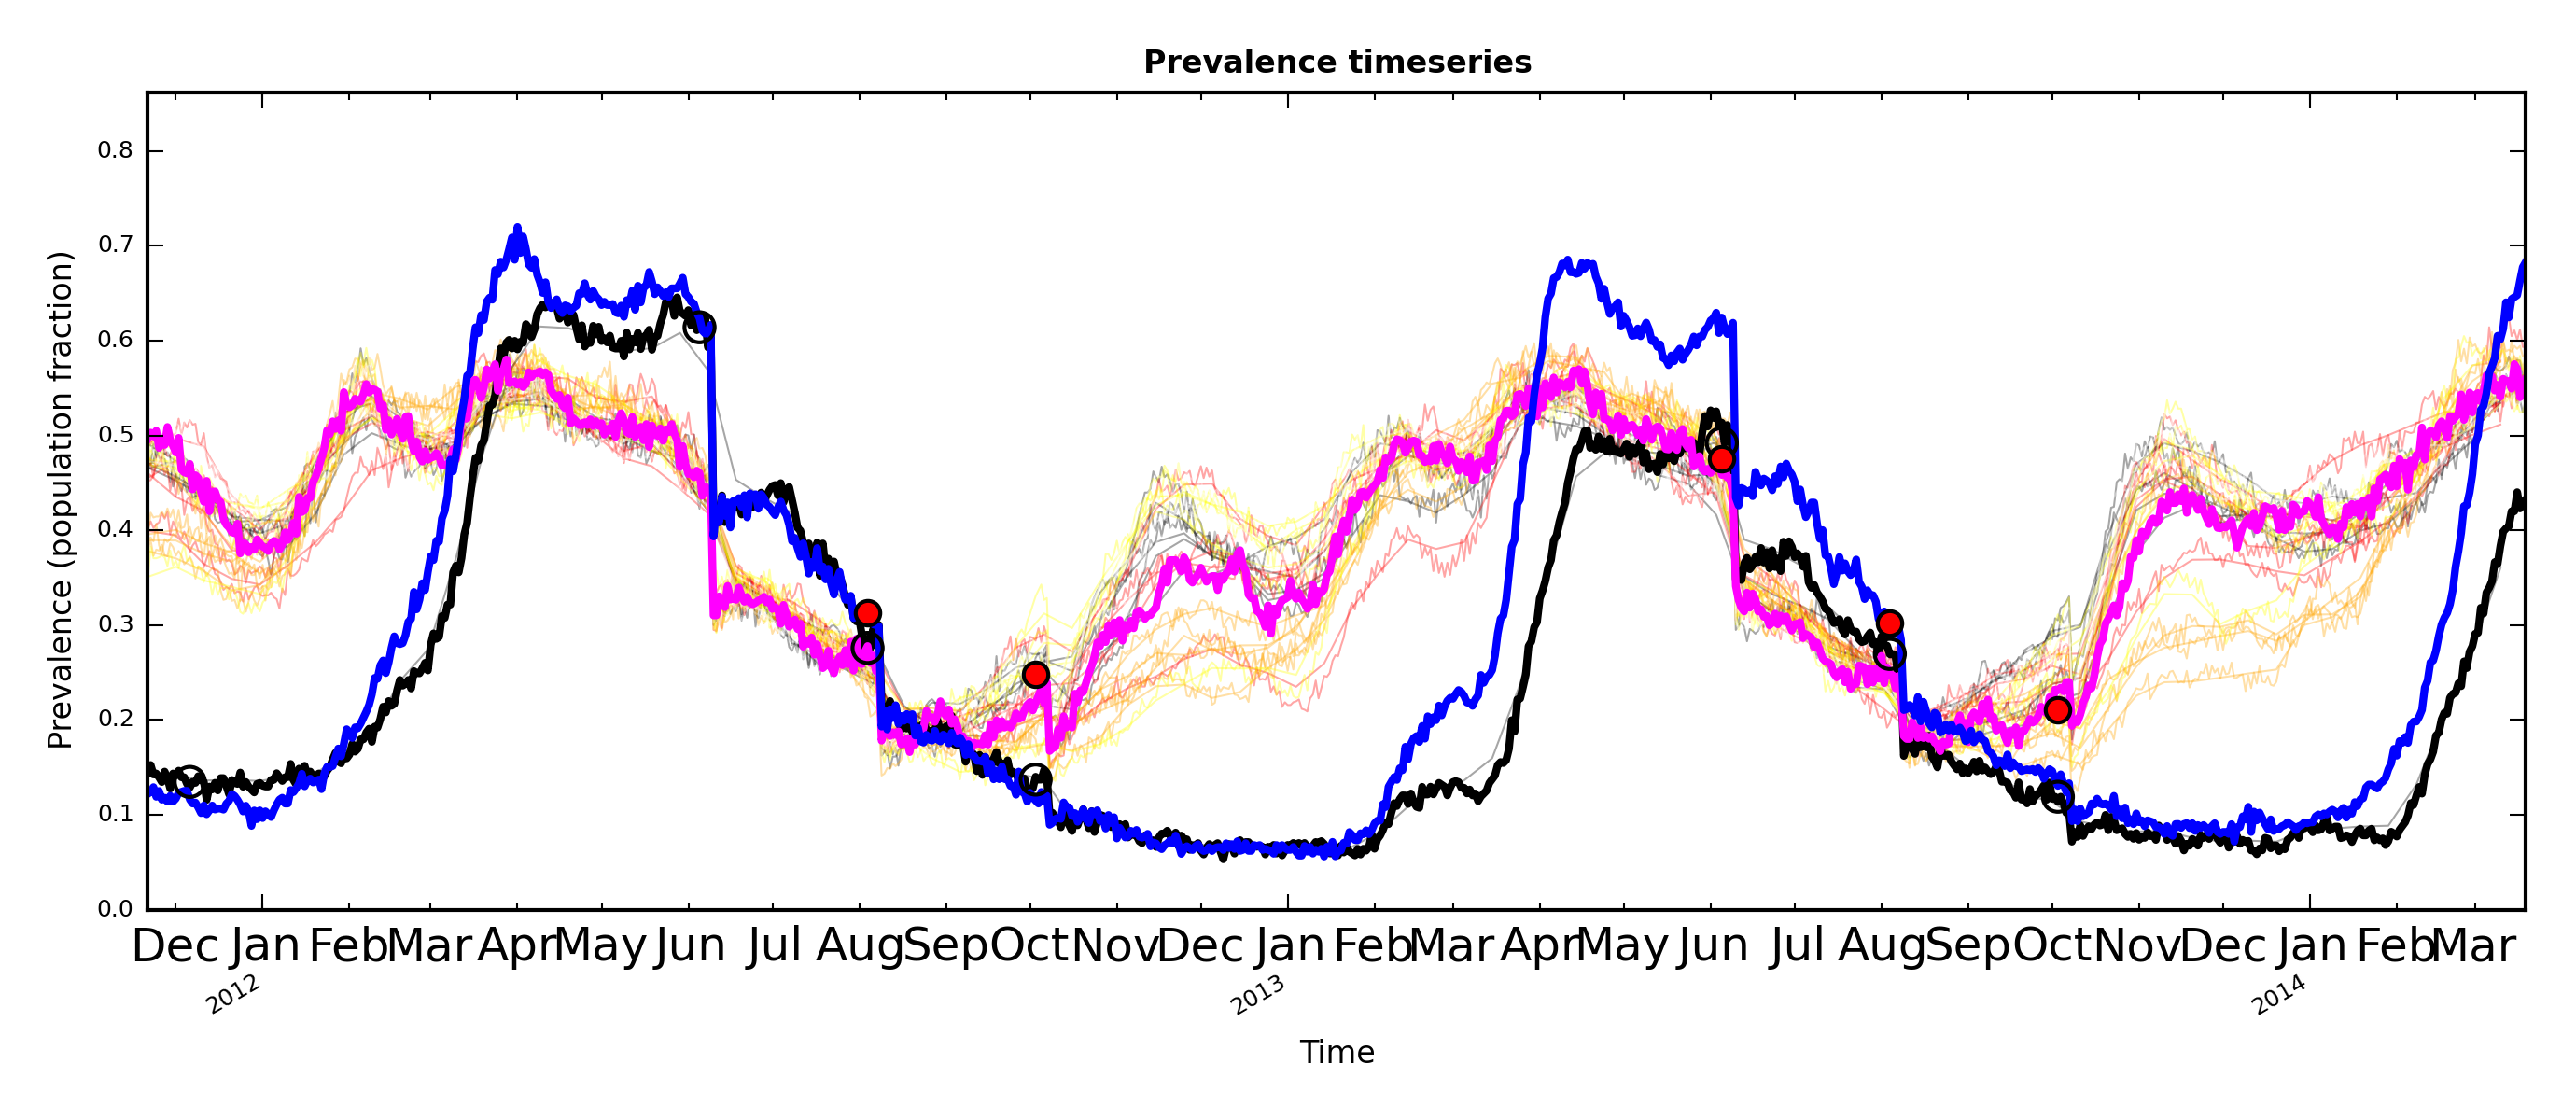 Prevalence timeseries
Prevalence (population fraction)
0.8
0.7
0.6
0.5
0.4
0.3
0.2
0.1
0.0
Dec Jan Feb Mar Apr May Jun Jul Aug Sep Oct Nov Dec Jan Feb Mar Apr May Jun Jul Aug Sep Oct Nov Dec Jan Feb Mar
2012 2013 2014
Time